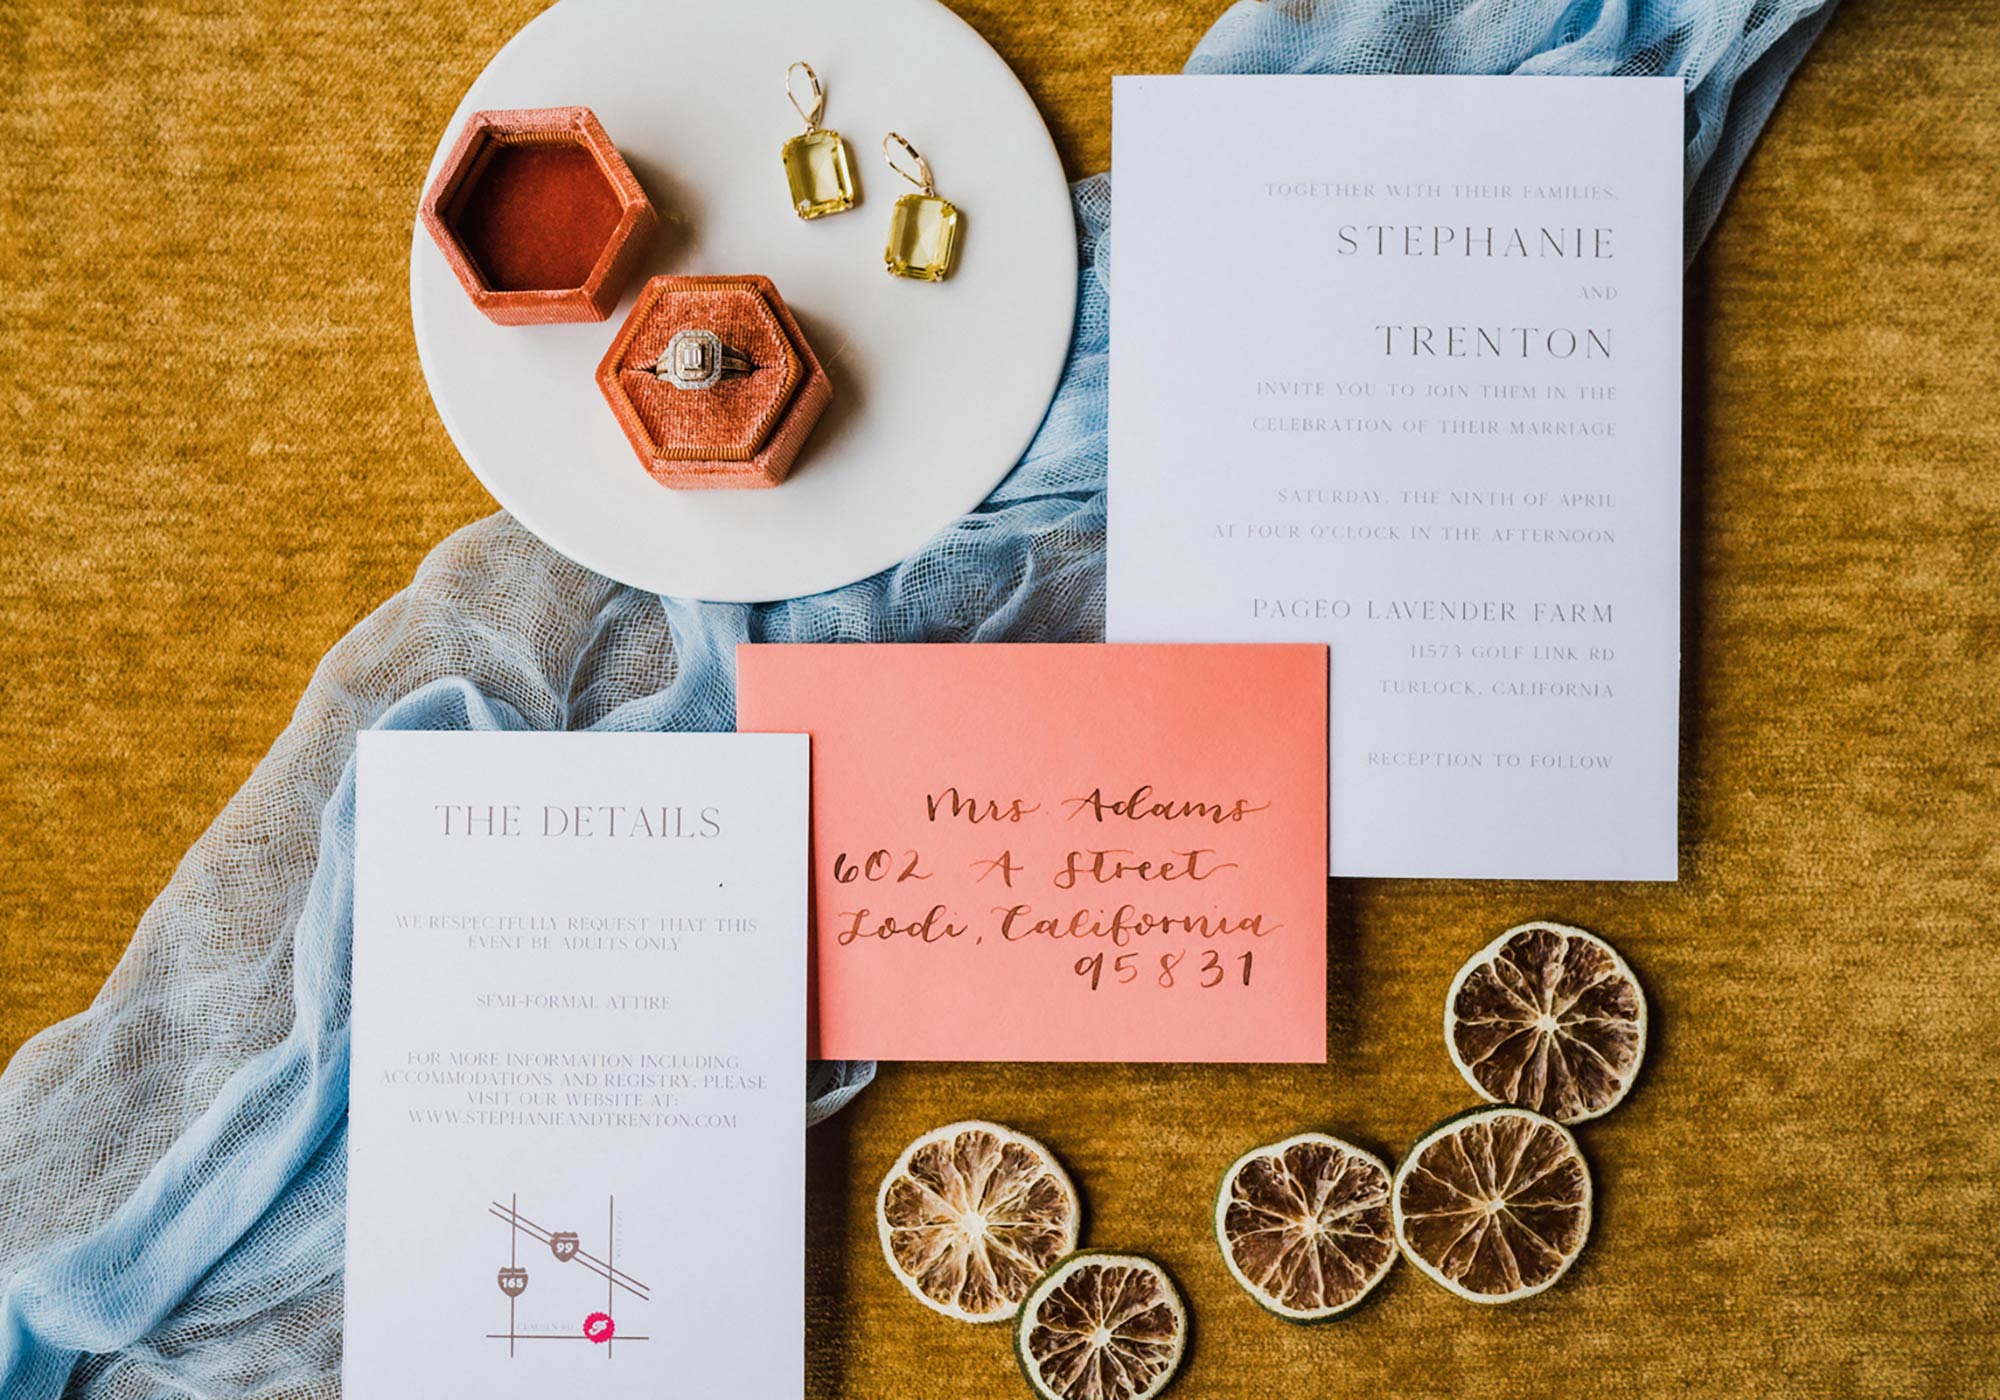 TOGETHER WITH THEIR FAMILIES,
STEPHANIE
AND
TRENTON
INVITE YOU TO JOIN THEM IN THE
CELEBRATION OF THEIR MARRIAGE
SATURDAY, THE NINTH OF APRIL
AT FOUR O'CLOCK IN THE AFTERNOON
PAGEO LAVENDER FARM
11573 GOLF LINK RD
TURLOCK, CALIFORNIA
RECEPTION TO FOLLOW
Mrs. Adams
602 A Street
Lodi, California
95831
THE DETAILS
WE RESPECTFULLY REQUEST THAT THIS
EVENT BE ADULTS ONLY
SEMI-FORMAL ATTIRE
FOR MORE INFORMATION INCLUDING
ACCOMMODATIONS AND REGISTRY, PLEASE
VISIT OUR WEBSITE AT:
WWW.STEPHANIEANDTRENTON.COM
99
165
CLAUSEN RD